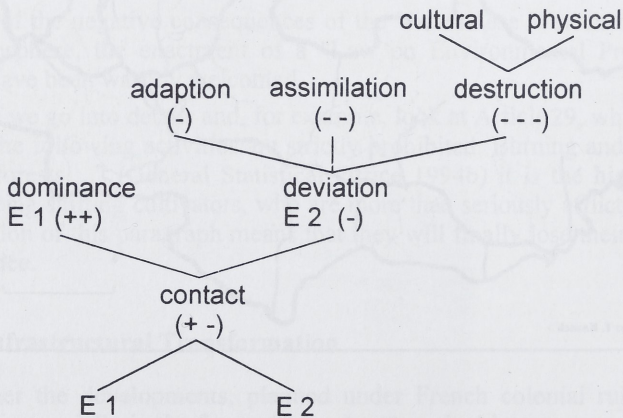 cultural physical
adaption assimilation destruction
(-) (- -) (- - -)
dominance deviation
E 1 (++) E 2 (-)
contact
(+ -)
E 1 E 2